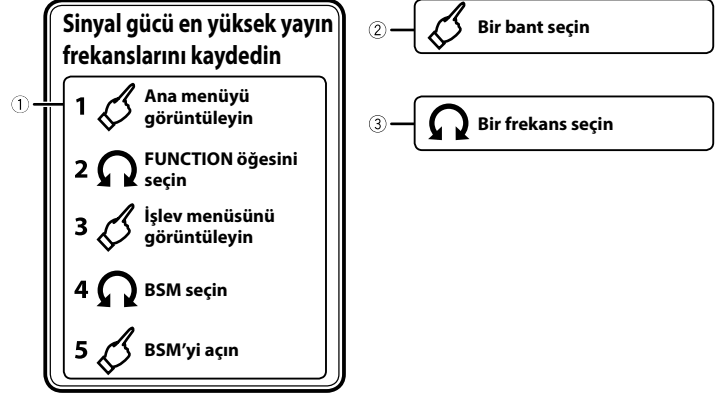 Sinyal gücü en yüksek yayın
frekanslarını kaydedin
①
1 Ana menüyü
görüntüleyin
2 FUNCTION öğesini
seçin
3 İşlev menüsünü
görüntüleyin
4 BSM seçin
5 BSM’yi açın
② Bir bant seçin
③ Bir frekans seçin